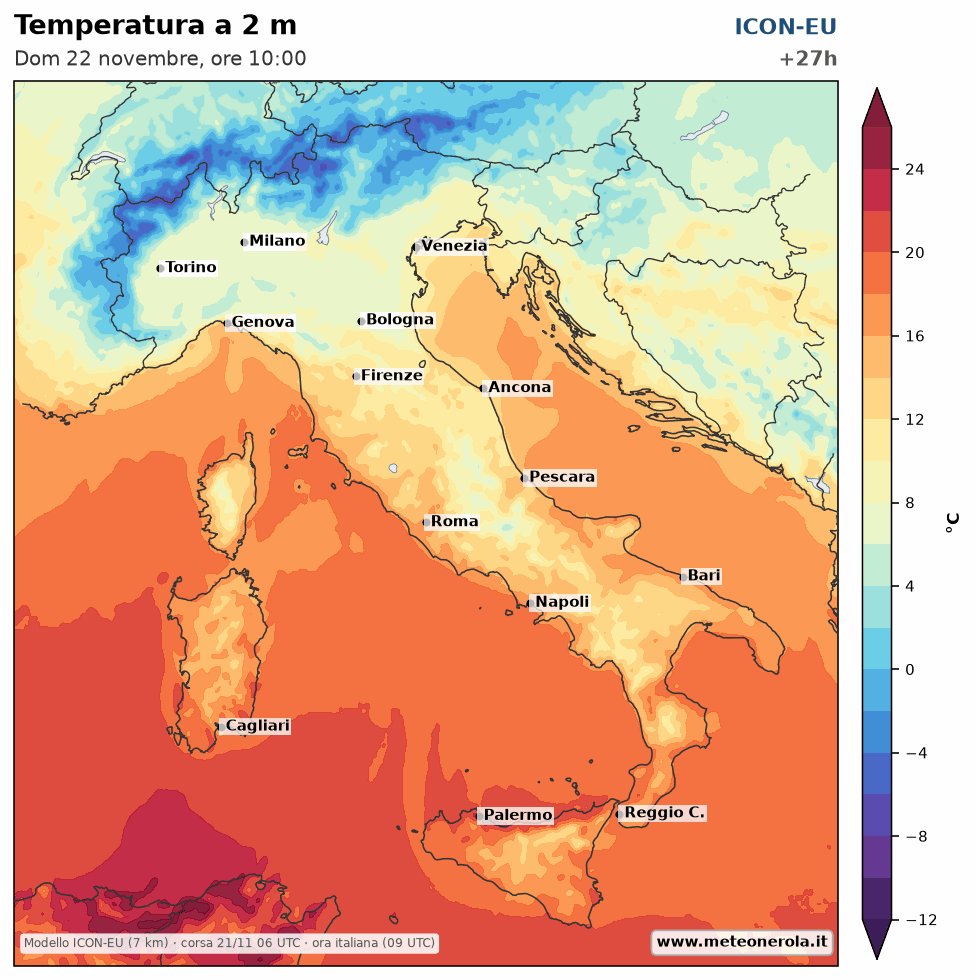 Temperatura a 2 m
ICON-EU
Dom 22 novembre, ore 10:00
+27h
Milano
Venezia
Torino
Genova
Bologna
Firenze
Ancona
Pescara
Roma
Bari
Napoli
Cagliari
Palermo
Reggio C.
24
20
16
12
8
4
0
−4
−8
−12
°C
Modello ICON-EU (7 km) · corsa 21/11 06 UTC · ora italiana (09 UTC)
www.meteonerola.it